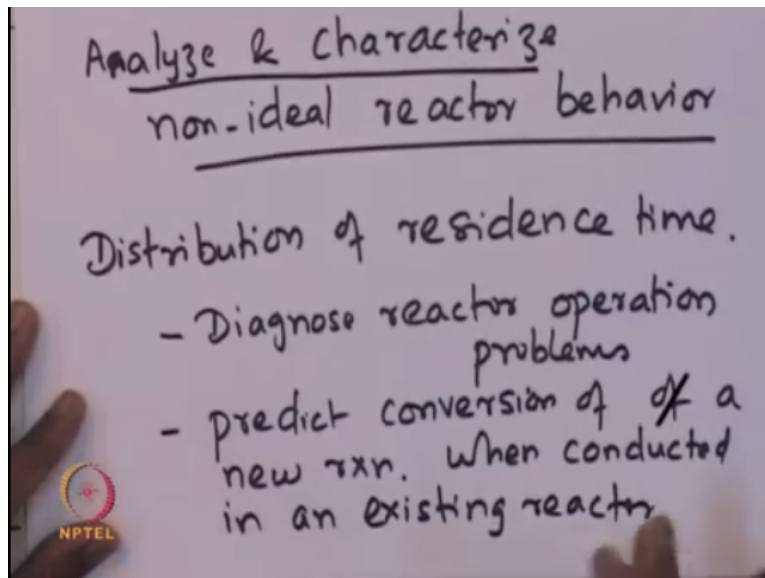 Analyze & Characterize
non-ideal reactor behavior
Distribution of residence time.
- Diagnose reactor operation
problems
- predict conversion of of a
new rxn. When conducted
in an existing reactor
NPTEL